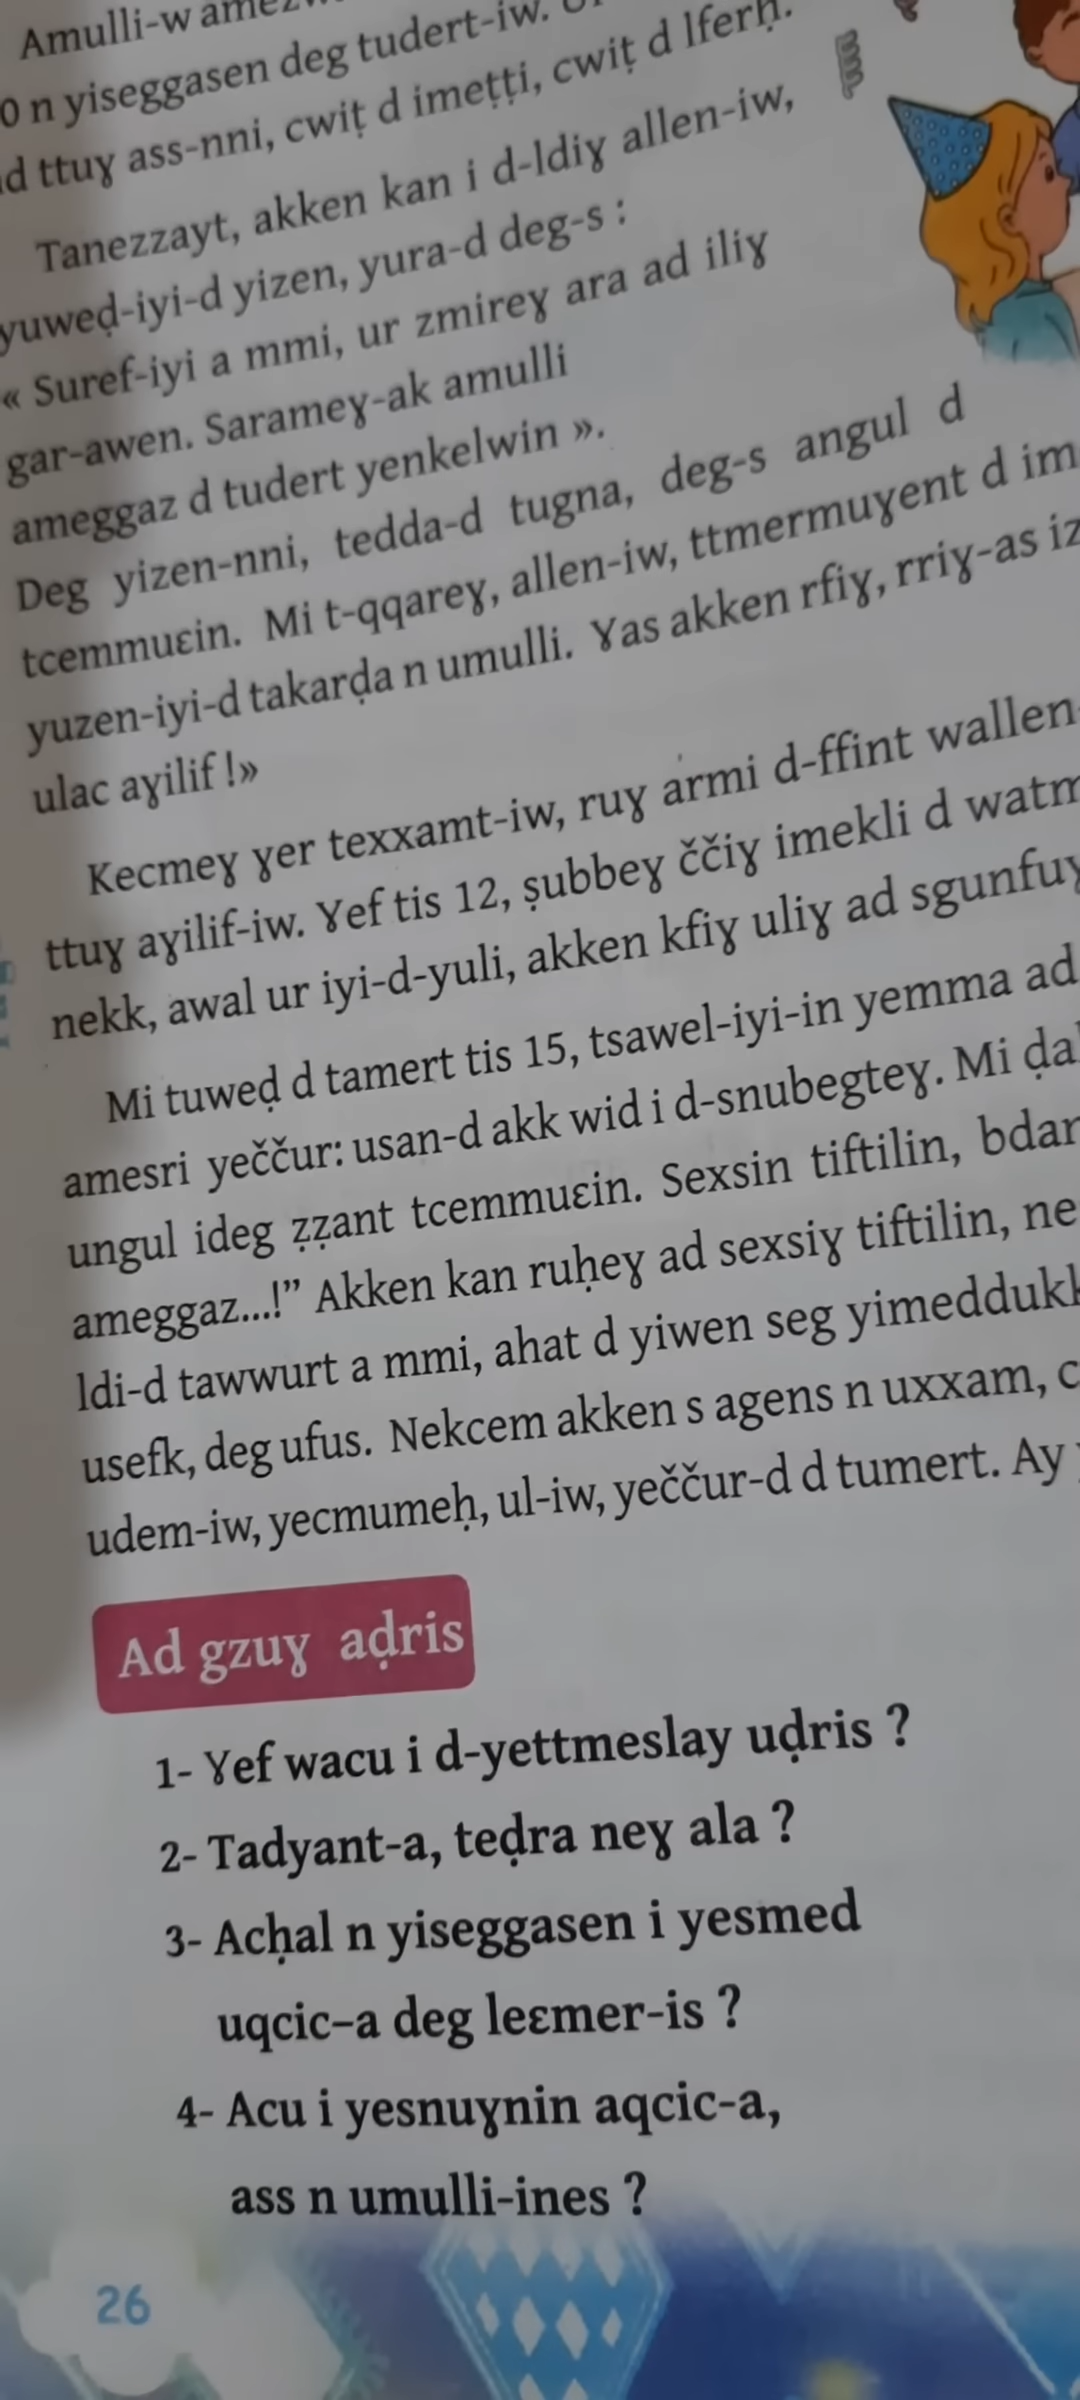 Amulli-w
0 n yiseggasen deg tudert-iw.
d ttuɣ ass-nni, cwiṭ d imeṭṭi, cwiṭ d lferḥ.
Tanezzayt, akken kan i d-ldiɣ allen-iw,
yuweḍ-iyi-d yizen, yura-d deg-s :
« Suref-iyi a mmi, ur zmireɣ ara ad iliɣ
gar-awen. Sarameɣ-ak amulli
ameggaz d tudert yenkelwin ».
Deg yizen-nni, tedda-d tugna, deg-s angul d
tcemmuɛin. Mi t-qqareɣ, allen-iw, ttmermuɣent d im
yuzen-iyi-d takarḍa n umulli. Ɣas akken rfiɣ, rriɣ-as iz
ulac aɣilif !»
Kecmeɣ ɣer texxamt-iw, ruɣ armi d-ffint wallen-
ttuɣ aɣilif-iw. Ɣef tis 12, ṣubbeɣ ččiɣ imekli d watm
nekk, awal ur iyi-d-yuli, akken kfiɣ uliɣ ad sgunfuɣ
Mi tuweḍ d tamert tis 15, tsawel-iyi-in yemma ad
amesri yeččur: usan-d akk wid i d-snubegteɣ. Mi ḍal
ungul ideg ẓẓant tcemmuɛin. Sexsin tiftilin, bdan
ameggaz...!” Akken kan ruḥeɣ ad sexsiɣ tiftilin, ne
ldi-d tawwurt a mmi, ahat d yiwen seg yimeddukk
usefk, deg ufus. Nekcem akken s agens n uxxam, c
udem-iw, yecmumeḥ, ul-iw, yeččur-d d tumert. Ay
Ad gzuɣ aḍris
1- Ɣef wacu i d-yettmeslay uḍris ?
2- Tadyant-a, teḍra neɣ ala ?
3- Acḥal n yiseggasen i yesmed
uqcic-a deg leɛmer-is ?
4- Acu i yesnuɣnin aqcic-a,
ass n umulli-ines ?
26